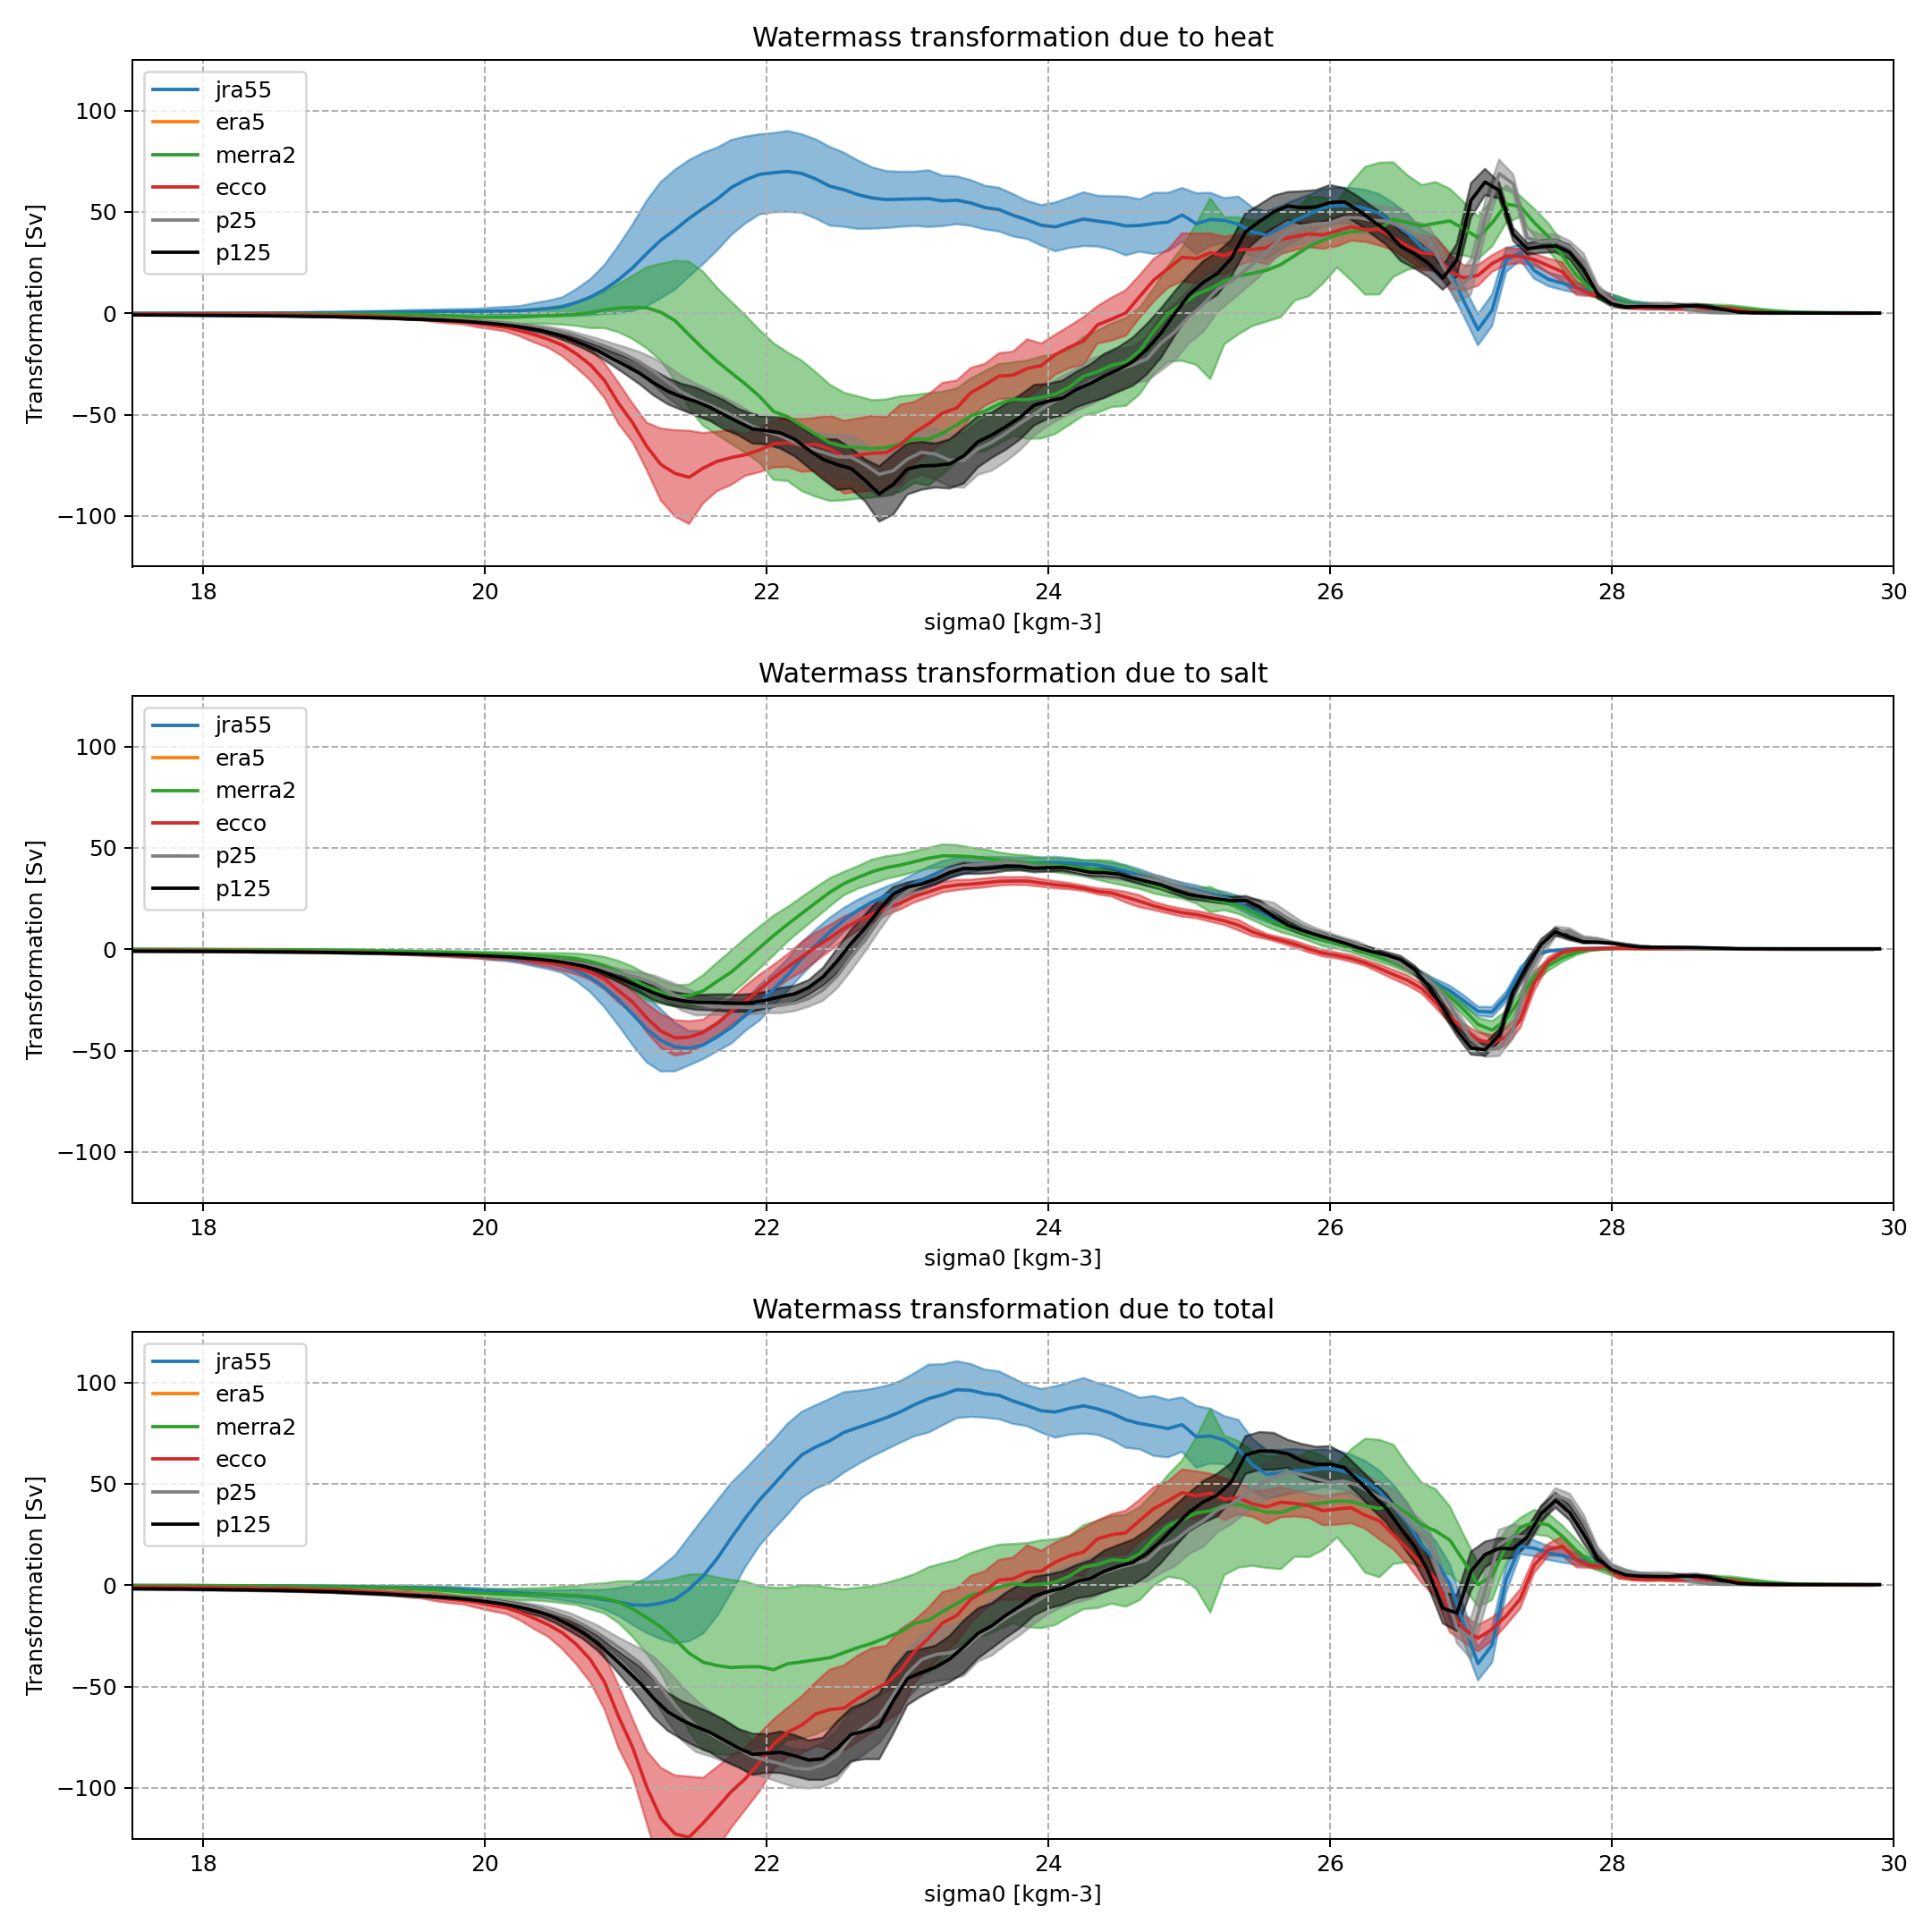 Watermass transformation due to heat
Transformation [Sv]
100
50
0
−50
−100
jra55
era5
merra2
ecco
p25
p125
18 20 22 24 26 28 30
sigma0 [kgm-3]
Watermass transformation due to salt
Transformation [Sv]
100
50
0
−50
−100
jra55
era5
merra2
ecco
p25
p125
18 20 22 24 26 28 30
sigma0 [kgm-3]
Watermass transformation due to total
Transformation [Sv]
100
50
0
−50
−100
jra55
era5
merra2
ecco
p25
p125
18 20 22 24 26 28 30
sigma0 [kgm-3]